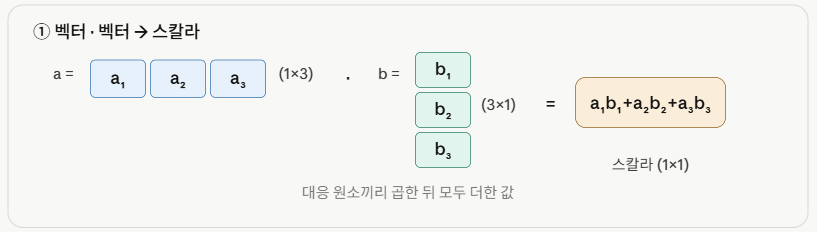 ① 벡터 · 벡터 → 스칼라
a = a₁ a₂ a₃ (1×3) · b = b₁ b₂ b₃ (3×1) = a₁b₁+a₂b₂+a₃b₃
스칼라 (1×1)
대응 원소끼리 곱한 뒤 모두 더한 값